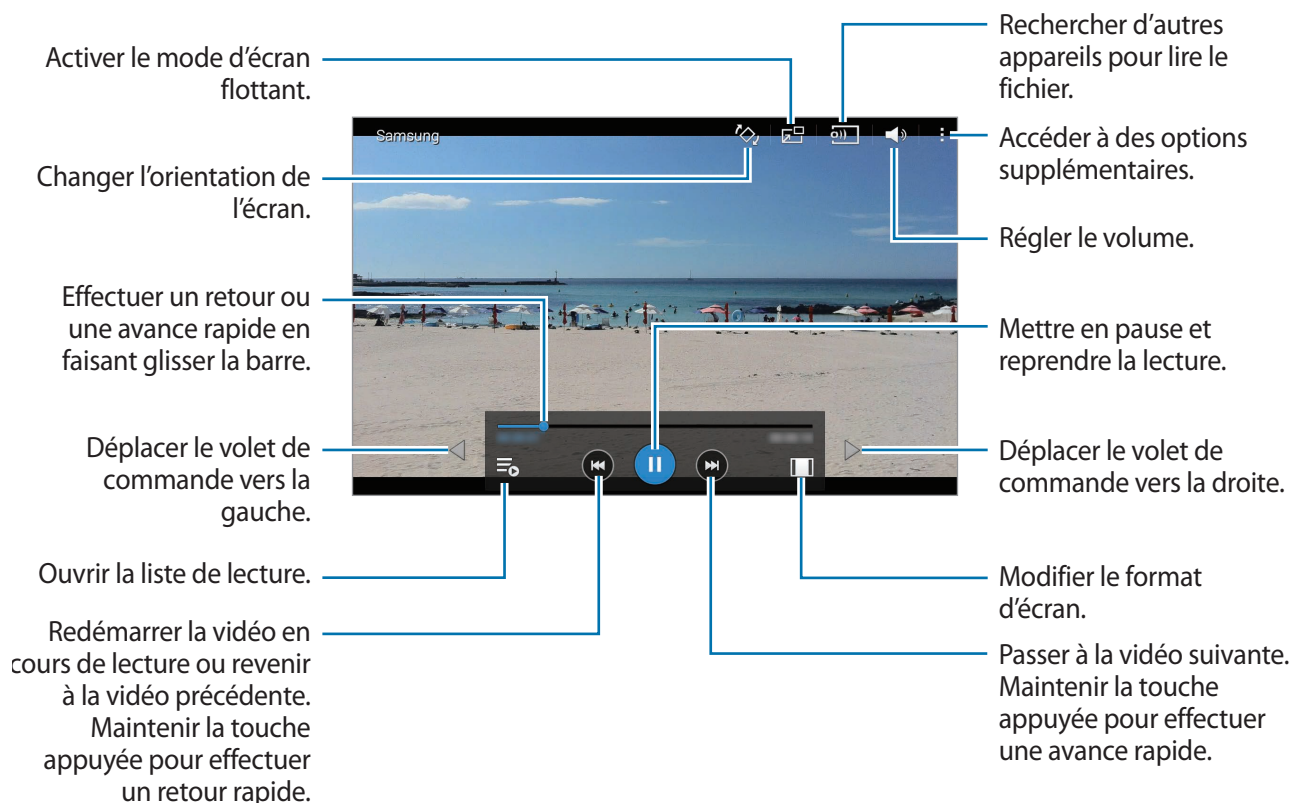 Activer le mode d'écran
flottant.
Changer l'orientation de
l'écran.
Effectuer un retour ou
une avance rapide en
faisant glisser la barre.
Déplacer le volet de
commande vers la
gauche.
Ouvrir la liste de lecture.
Redémarrer la vidéo en
cours de lecture ou revenir
à la vidéo précédente.
Maintenir la touche
appuyée pour effectuer
un retour rapide.
Samsung
Rechercher d'autres
appareils pour lire le
fichier.
Accéder à des options
supplémentaires.
Régler le volume.
Mettre en pause et
reprendre la lecture.
Déplacer le volet de
commande vers la droite.
Modifier le format
d'écran.
Passer à la vidéo suivante.
Maintenir la touche
appuyée pour effectuer
une avance rapide.